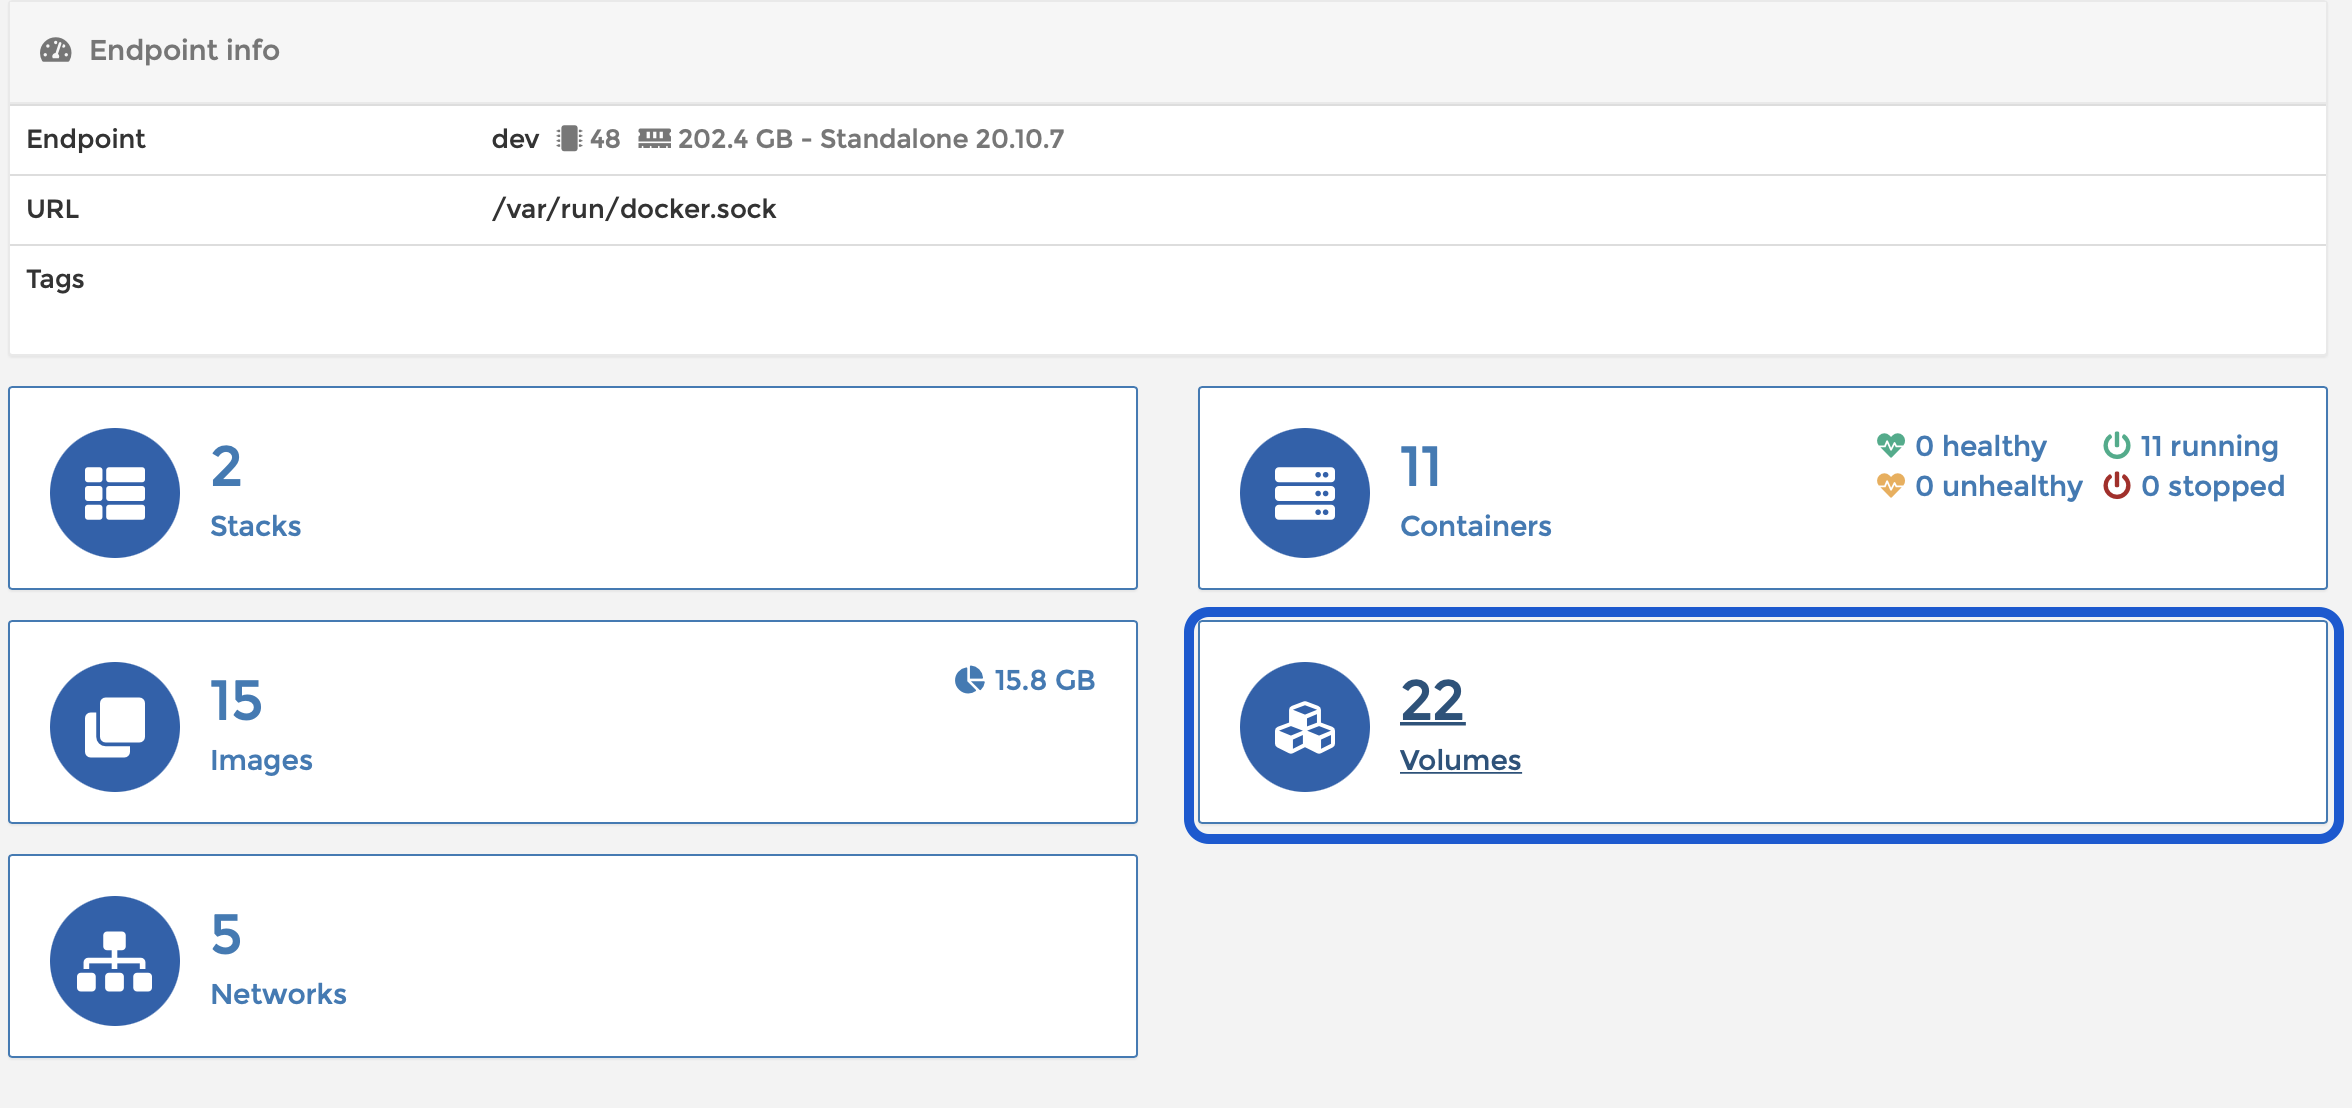 Endpoint info
Endpoint dev 48 202.4 GB - Standalone 20.10.7
URL /var/run/docker.sock
Tags
2
Stacks
11
Containers
0 healthy 11 running
0 unhealthy 0 stopped
15
Images
15.8 GB
22
Volumes
5
Networks